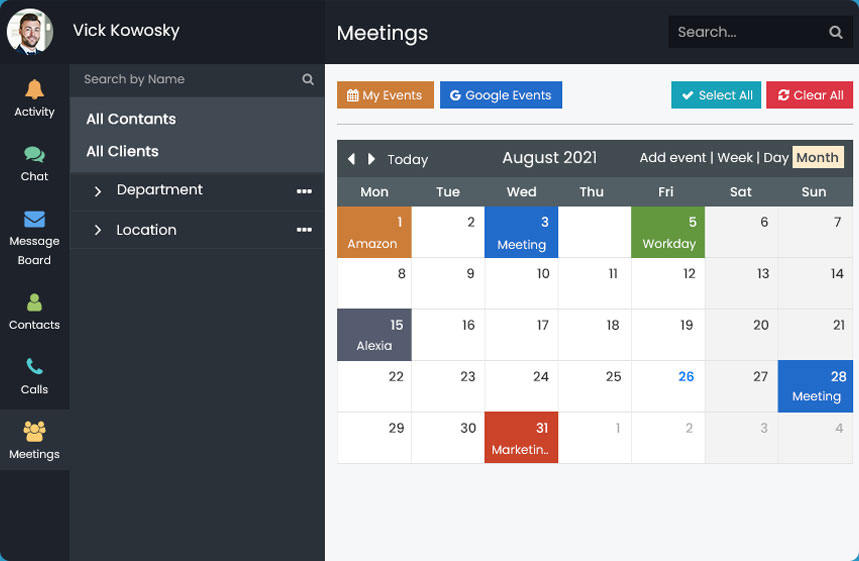 Vick Kowosky
Meetings
Search...
Search by Name
Activity
Chat
Message
Board
Contacts
Calls
Meetings
All Contants
All Clients
Department
Location
My Events
Google Events
Select All
Clear All
Today
August 2021
Add event | Week | Day Month
Mon Tue Wed Thu Fri Sat Sun
1 2 3 5 6 7
Amazon Meeting Workday
8 9 10 11 12 13 14
15 16 17 18 19 20 21
Alexia
22 23 24 25 26 27 28
Meeting
29 30 31 1 2 3 4
Marketin..